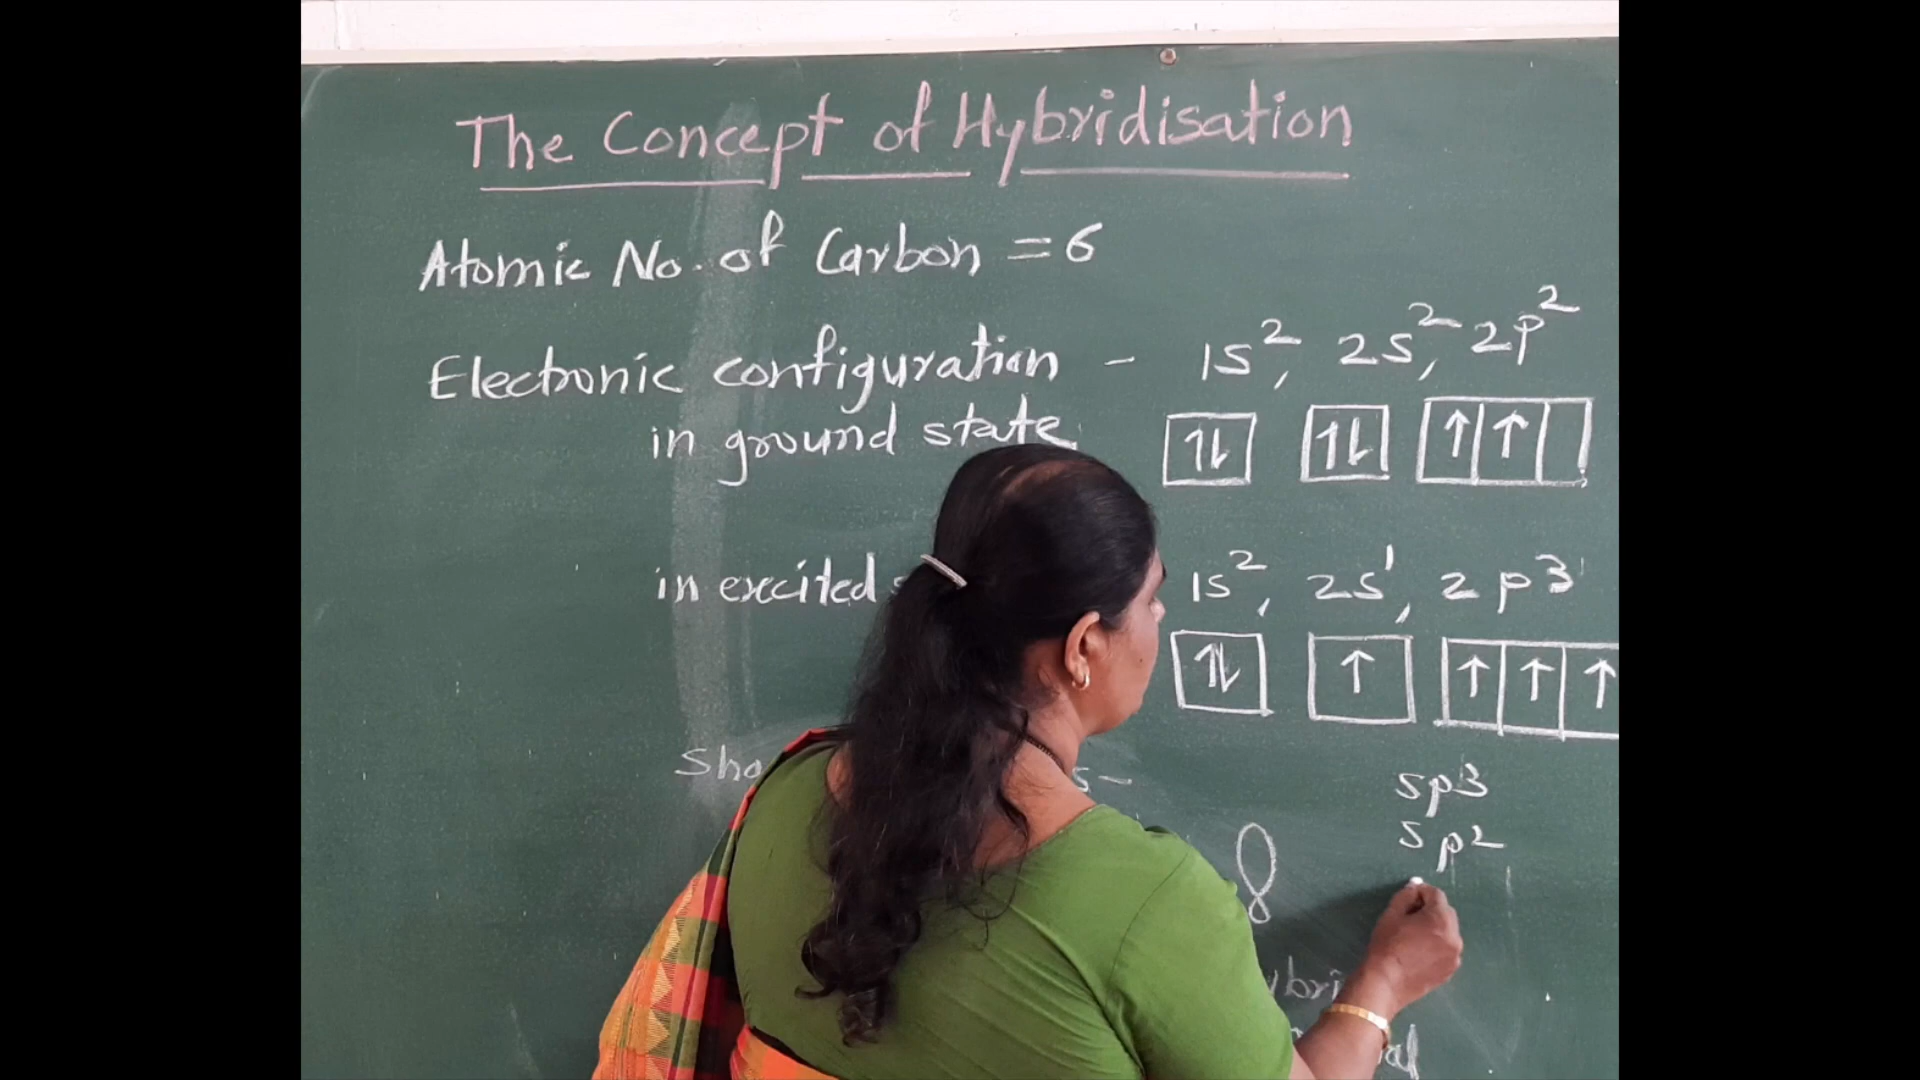 The Concept of Hybridisation
Atomic No. of Carbon = 6
Electronic configuration - 1s², 2s², 2p²
in ground state
↑↓ ↑↓ ↑ ↑
in excited 1s², 2s¹, 2p3
↑↓ ↑ ↑ ↑ ↑
sp3
sp2